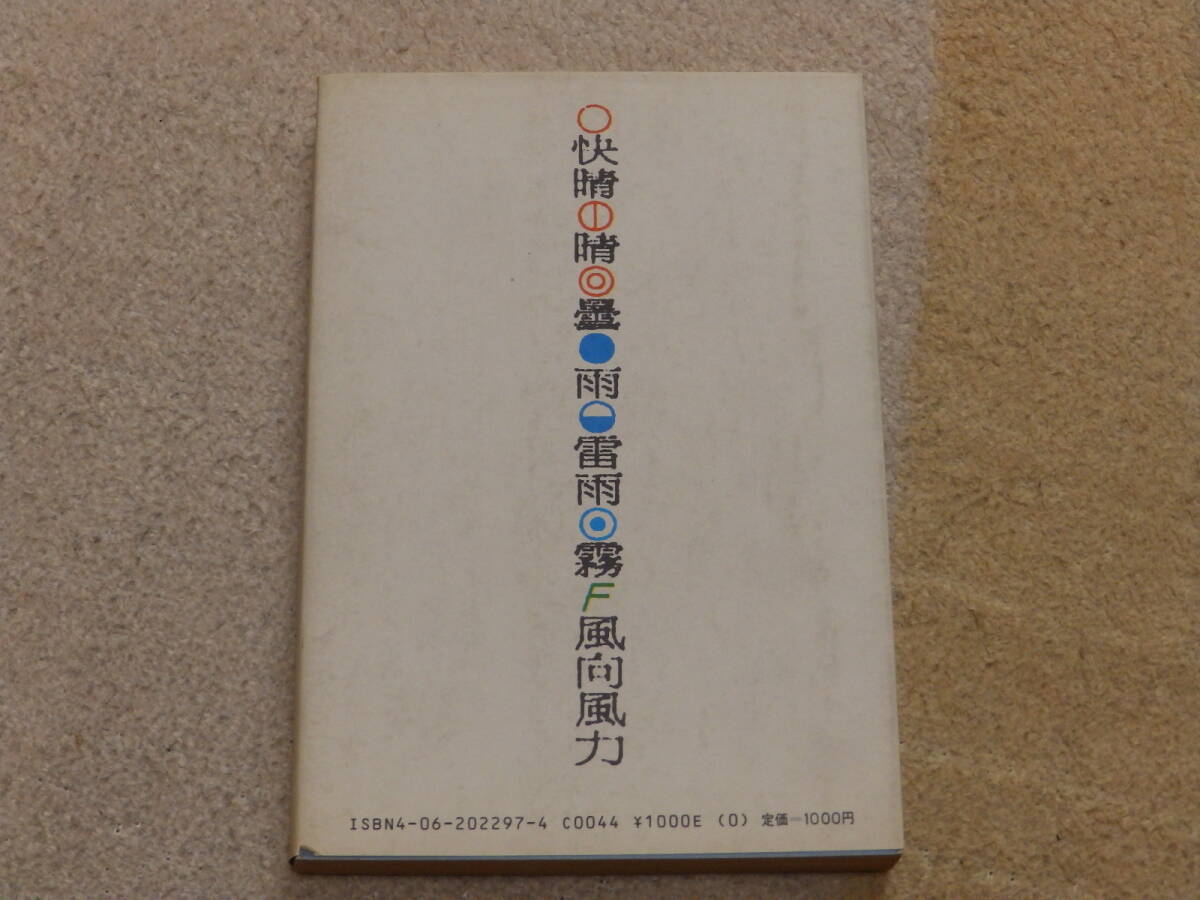 ○快晴⦶晴◎曇●雨◒雷雨⦿霧F風向風力
ISBN4-06-202297-4 C0044 ¥1000E (0) 定価=1000円